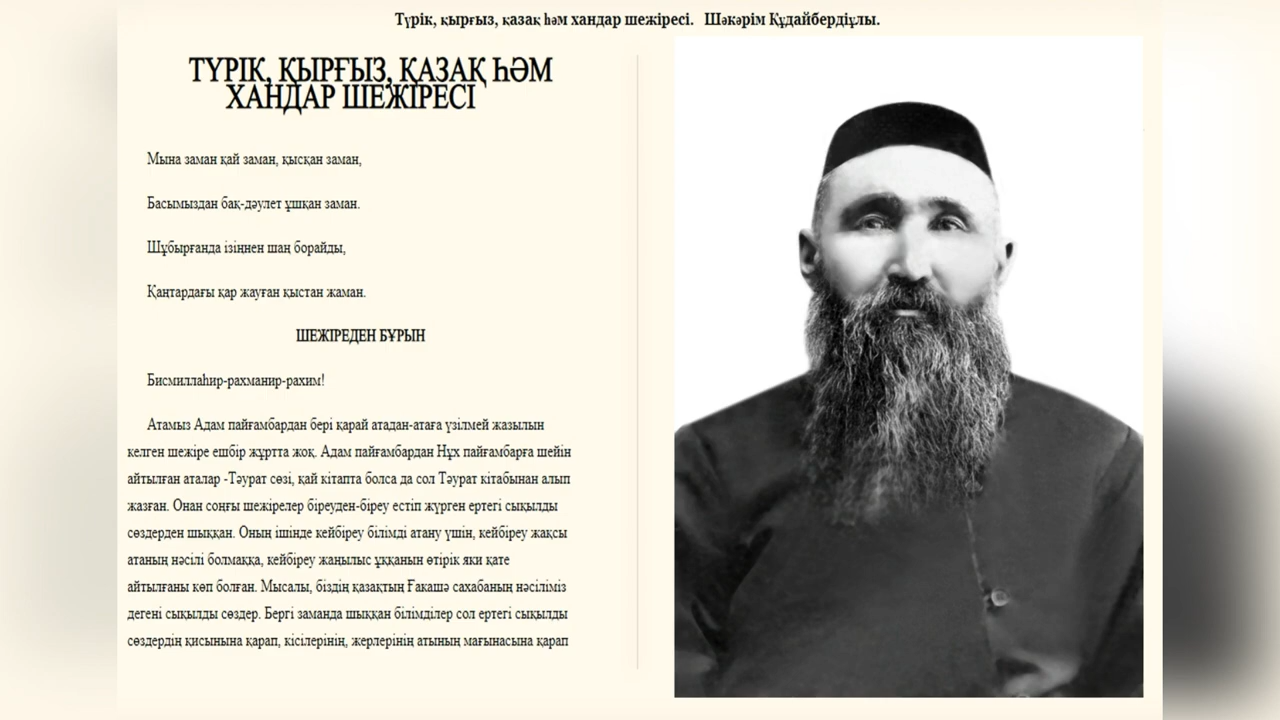 Түрік, қырғыз, қазақ һәм хандар шежіресі. Шәкәрім Құдайбердіұлы.
ТҮРІК, ҚЫРҒЫЗ, ҚАЗАҚ ҺӘМ
ХАНДАР ШЕЖІРЕСІ
Мына заман қай заман, қысқан заман,
Басымыздан бақ-дәулет ұшқан заман.
Шұбырғанда ізіңнен шаң борайды,
Қаңтардағы қар жауған қыстан жаман.
ШЕЖІРЕДЕН БҰРЫН
Бисмиллаһир-рахманир-рахим!
Атамыз Адам пайғамбардан бері қарай атадан-атаға үзілмей жазылын
келген шежіре ешбір жұртта жоқ. Адам пайғамбардан Нұх пайғамбарға шейін
айтылған аталар -Тәурат сөзі, қай кітапта болса да сол Тәурат кітабынан алып
жазған. Онан соңғы шежірелер біреуден-біреу естіп жүрген ертегі сықылды
сөздерден шыққан. Оның ішінде кейбіреу білімді атану үшін, кейбіреу жақсы
атаның нәсілі болмаққа, кейбіреу жаңылыс ұққанын өтірік яки қате
айтылғаны көп болған. Мысалы, біздің қазақтың Ғакашә сахабаның нәсіліміз
дегені сықылды сөздер. Бергі заманда шыққан білімділер сол ертегі сықылды
сөздердің қисынына қарап, кісілерінің, жерлерінің атының мағынасына қарап